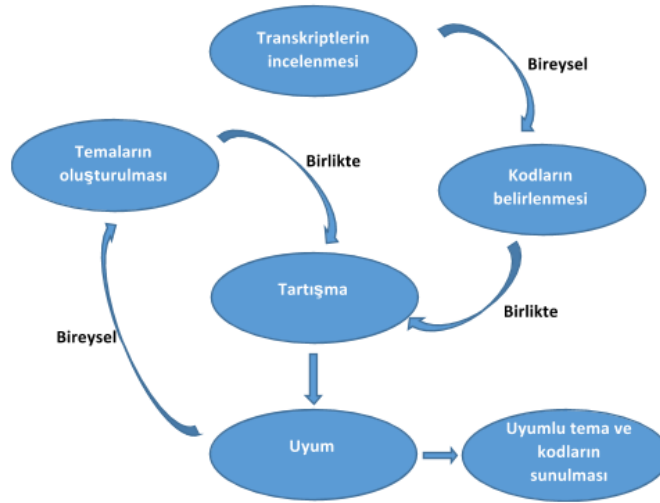 Transkriptlerin
incelenmesi
Bireysel
Temaların
oluşturulması
Birlikte
Kodların
belirlenmesi
Tartışma
Birlikte
Bireysel
Uyum
Uyumlu tema ve
kodların
sunulması